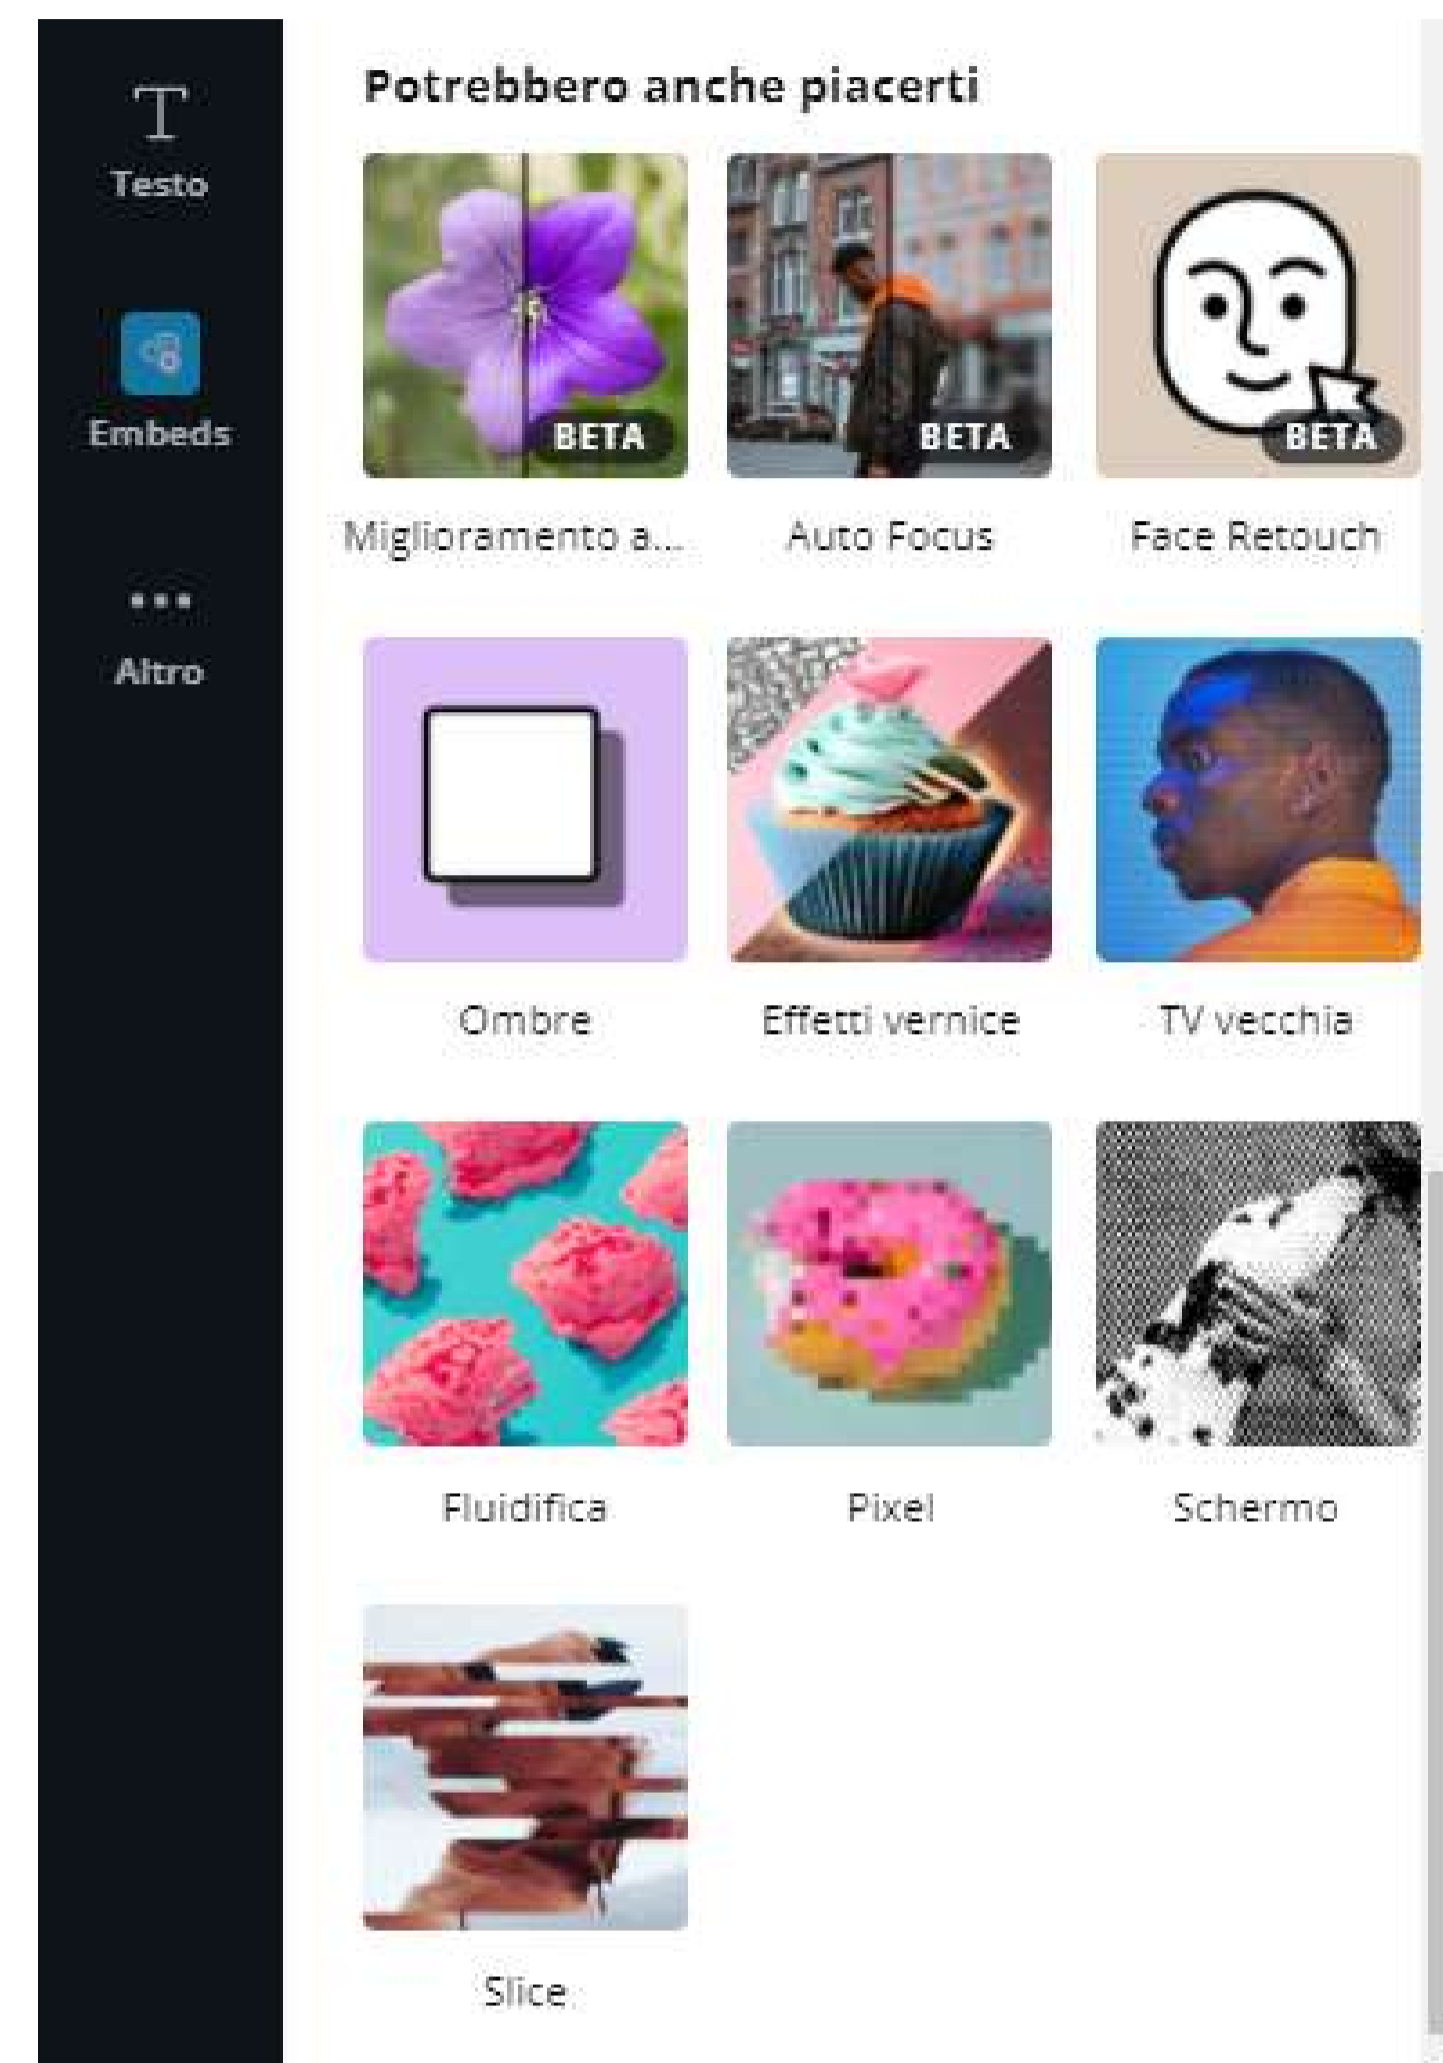 Testo
Embeds
Altro
Potrebbero anche piacerti
BETA
BETA
BETA
Miglioramento a...
Auto Focus
Face Retouch
Ombre
Effetti vernice
TV vecchia
Fluidifica
Pixel
Schermo
Slice